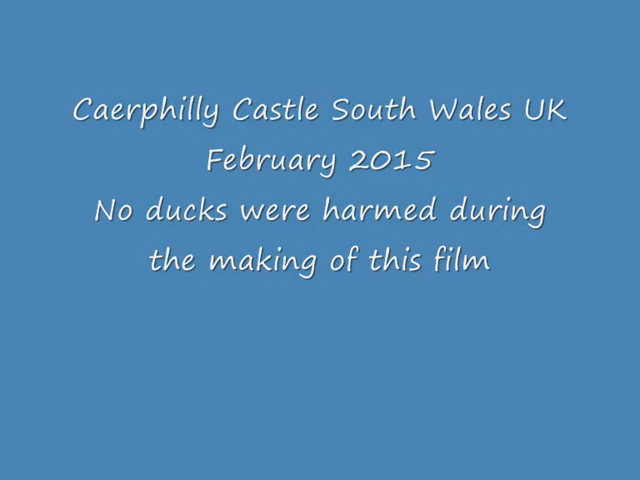 Caerphilly Castle South Wales UK
February 2015
No ducks were harmed during
the making of this film